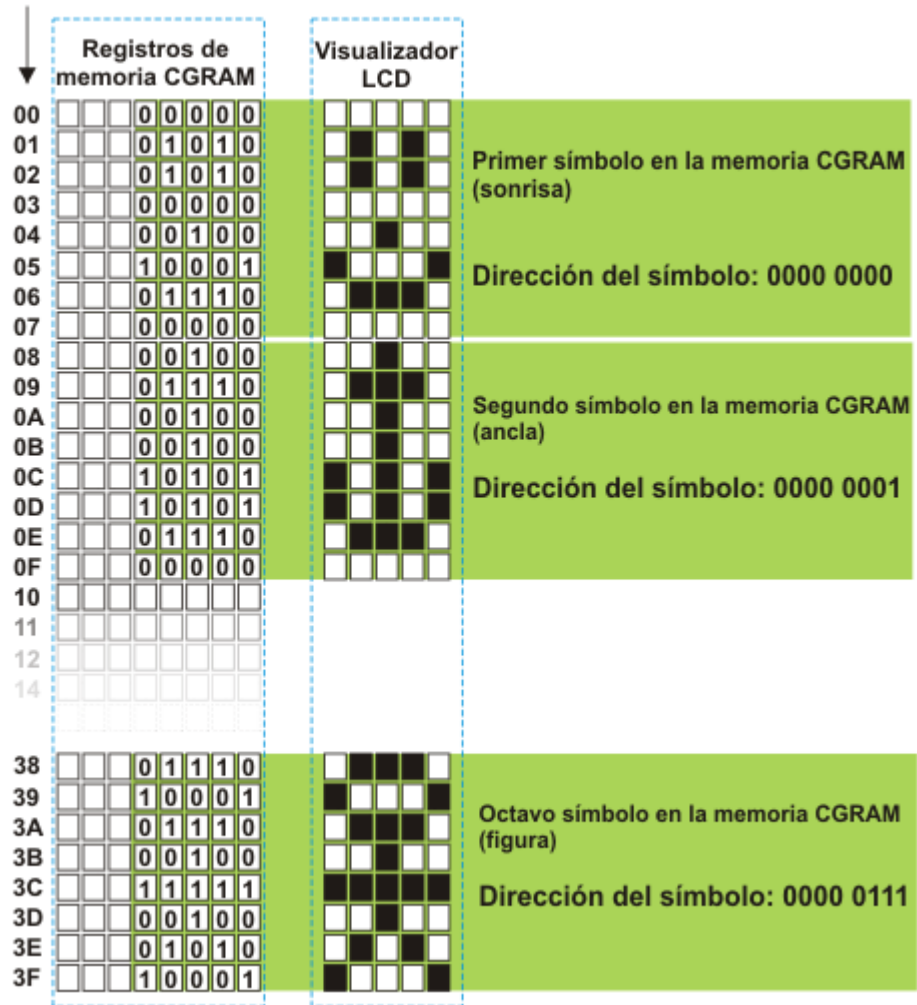 Registros de
memoria CGRAM
Visualizador
LCD
00 0 0 0 0 0
01 0 1 0 1 0
02 0 1 0 1 0
03 0 0 0 0 0
04 0 0 1 0 0
05 1 0 0 0 1
06 0 1 1 1 0
07 0 0 0 0 0
Primer símbolo en la memoria CGRAM
(sonrisa)
Dirección del símbolo: 0000 0000
08 0 0 1 0 0
09 0 1 1 1 0
0A 0 0 1 0 0
0B 0 0 1 0 0
0C 1 0 1 0 1
0D 1 0 1 0 1
0E 0 1 1 1 0
0F 0 0 0 0 0
Segundo símbolo en la memoria CGRAM
(ancla)
Dirección del símbolo: 0000 0001
10
11
12
14
38 0 1 1 1 0
39 1 0 0 0 1
3A 0 1 1 1 0
3B 0 0 1 0 0
3C 1 1 1 1 1
3D 0 0 1 0 0
3E 0 1 0 1 0
3F 1 0 0 0 1
Octavo símbolo en la memoria CGRAM
(figura)
Dirección del símbolo: 0000 0111